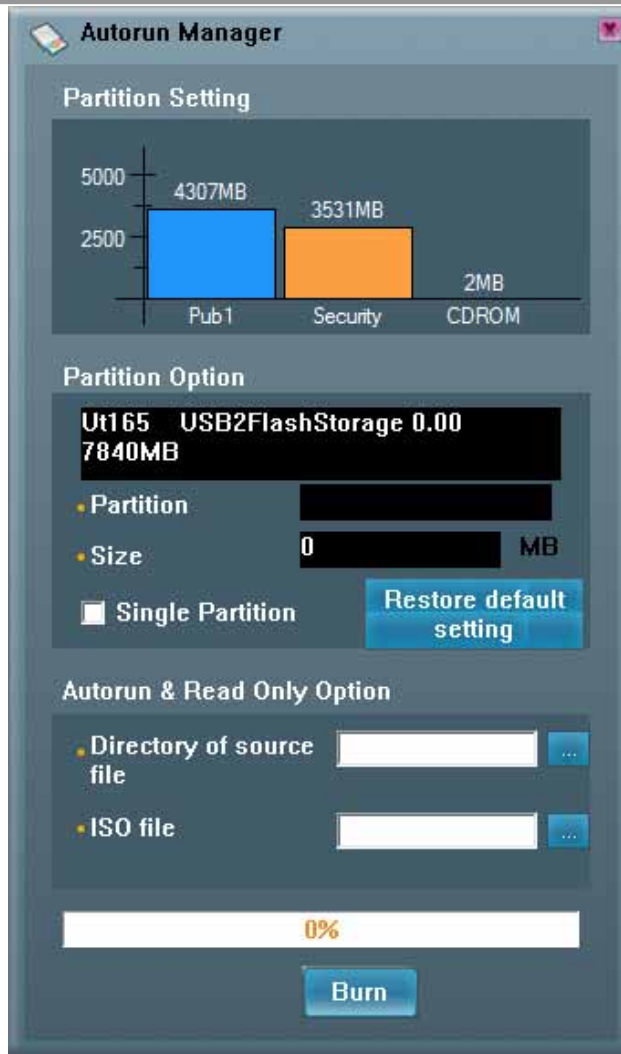 Autorun Manager
Partition Setting
5000
4307MB
3531MB
2500
2MB
Pub1 Security CDROM
Partition Option
Ut165 USB2FlashStorage 0.00
7840MB
Partition
Size 0 MB
Single Partition
Restore default
setting
Autorun & Read Only Option
Directory of source
file
...
ISO file
...
0%
Burn